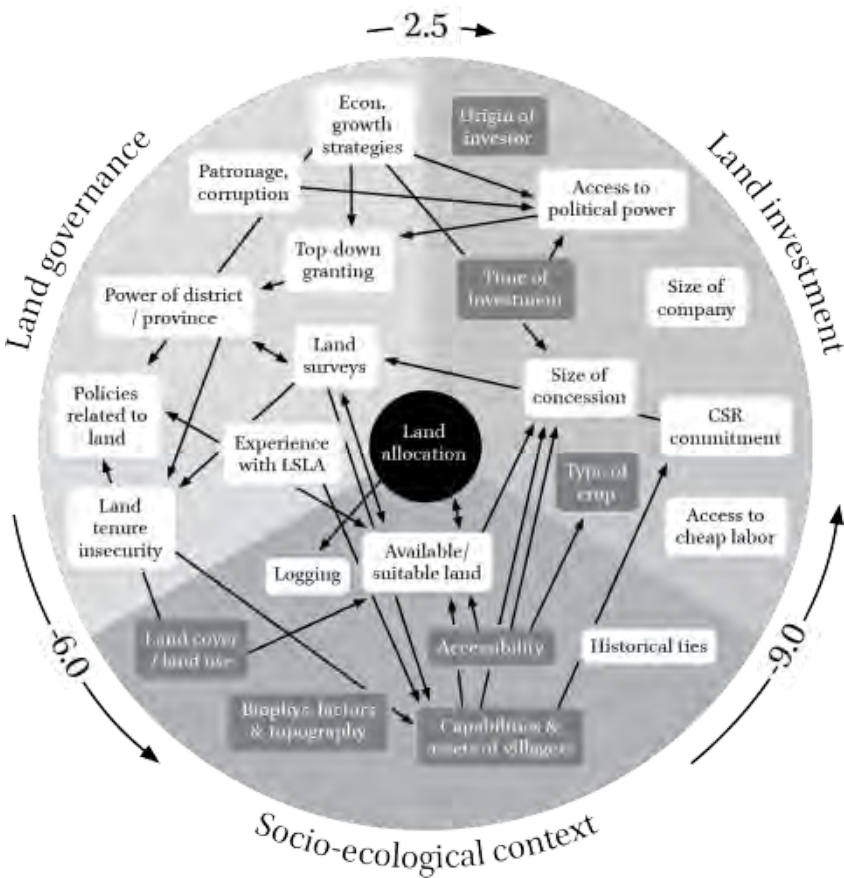 2.5
Land governance
Land investment
Econ.
growth
strategies
Origin of
investor
Patronage,
corruption
Access to
political power
Top-down
granting
Time of
investment
Size of
company
Power of district
/ province
Land
surveys
Size of
concession
Policies
related to
land
CSR
commitment
Experience
with LSLA
Land
allocation
Type of
crop
Land
tenure
insecurity
Access to
cheap labor
Available/
suitable land
Logging
Land cover
/ land use
Accessibility
Historical ties
-6.0
-9.0
Biophys. factors
& topography
Capabilities &
assets of villagers
Socio-ecological context